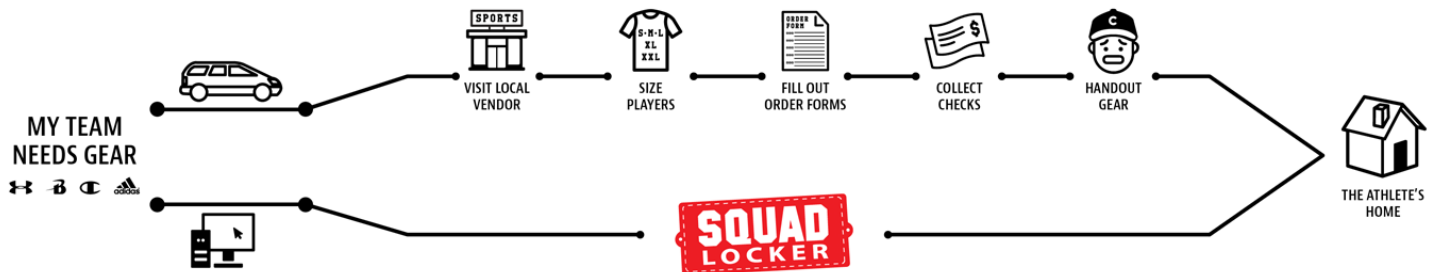 MY TEAM
NEEDS GEAR
adidas
SPORTS
VISIT LOCAL
VENDOR
S·M·L
XL
XXL
SIZE
PLAYERS
ORDER
FORM
FILL OUT
ORDER FORMS
$
COLLECT
CHECKS
C
HANDOUT
GEAR
SQUAD
LOCKER
THE ATHLETE'S
HOME